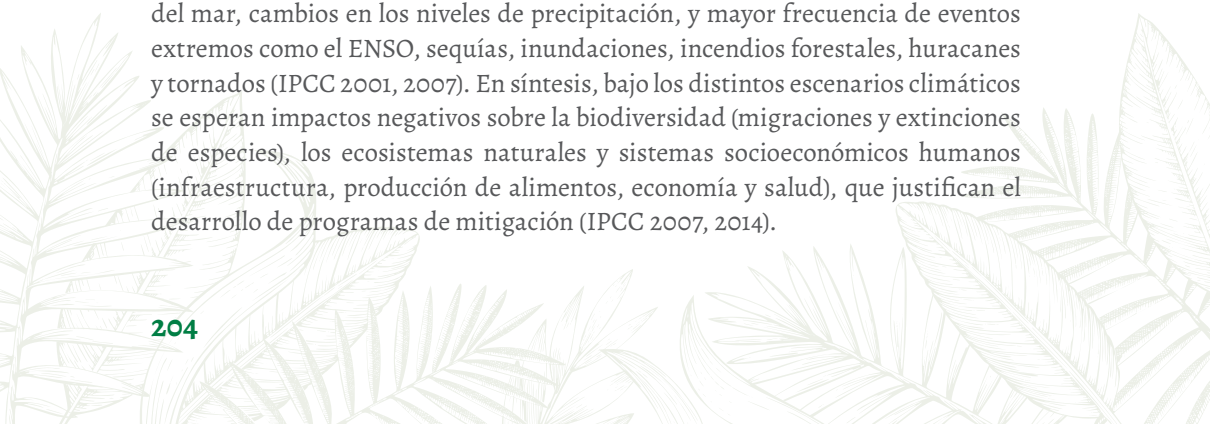 del mar, cambios en los niveles de precipitación, y mayor frecuencia de eventos
extremos como el ENSO, sequías, inundaciones, incendios forestales, huracanes
y tornados (IPCC 2001, 2007). En síntesis, bajo los distintos escenarios climáticos
se esperan impactos negativos sobre la biodiversidad (migraciones y extinciones
de especies), los ecosistemas naturales y sistemas socioeconómicos humanos
(infraestructura, producción de alimentos, economía y salud), que justifican el
desarrollo de programas de mitigación (IPCC 2007, 2014).
204